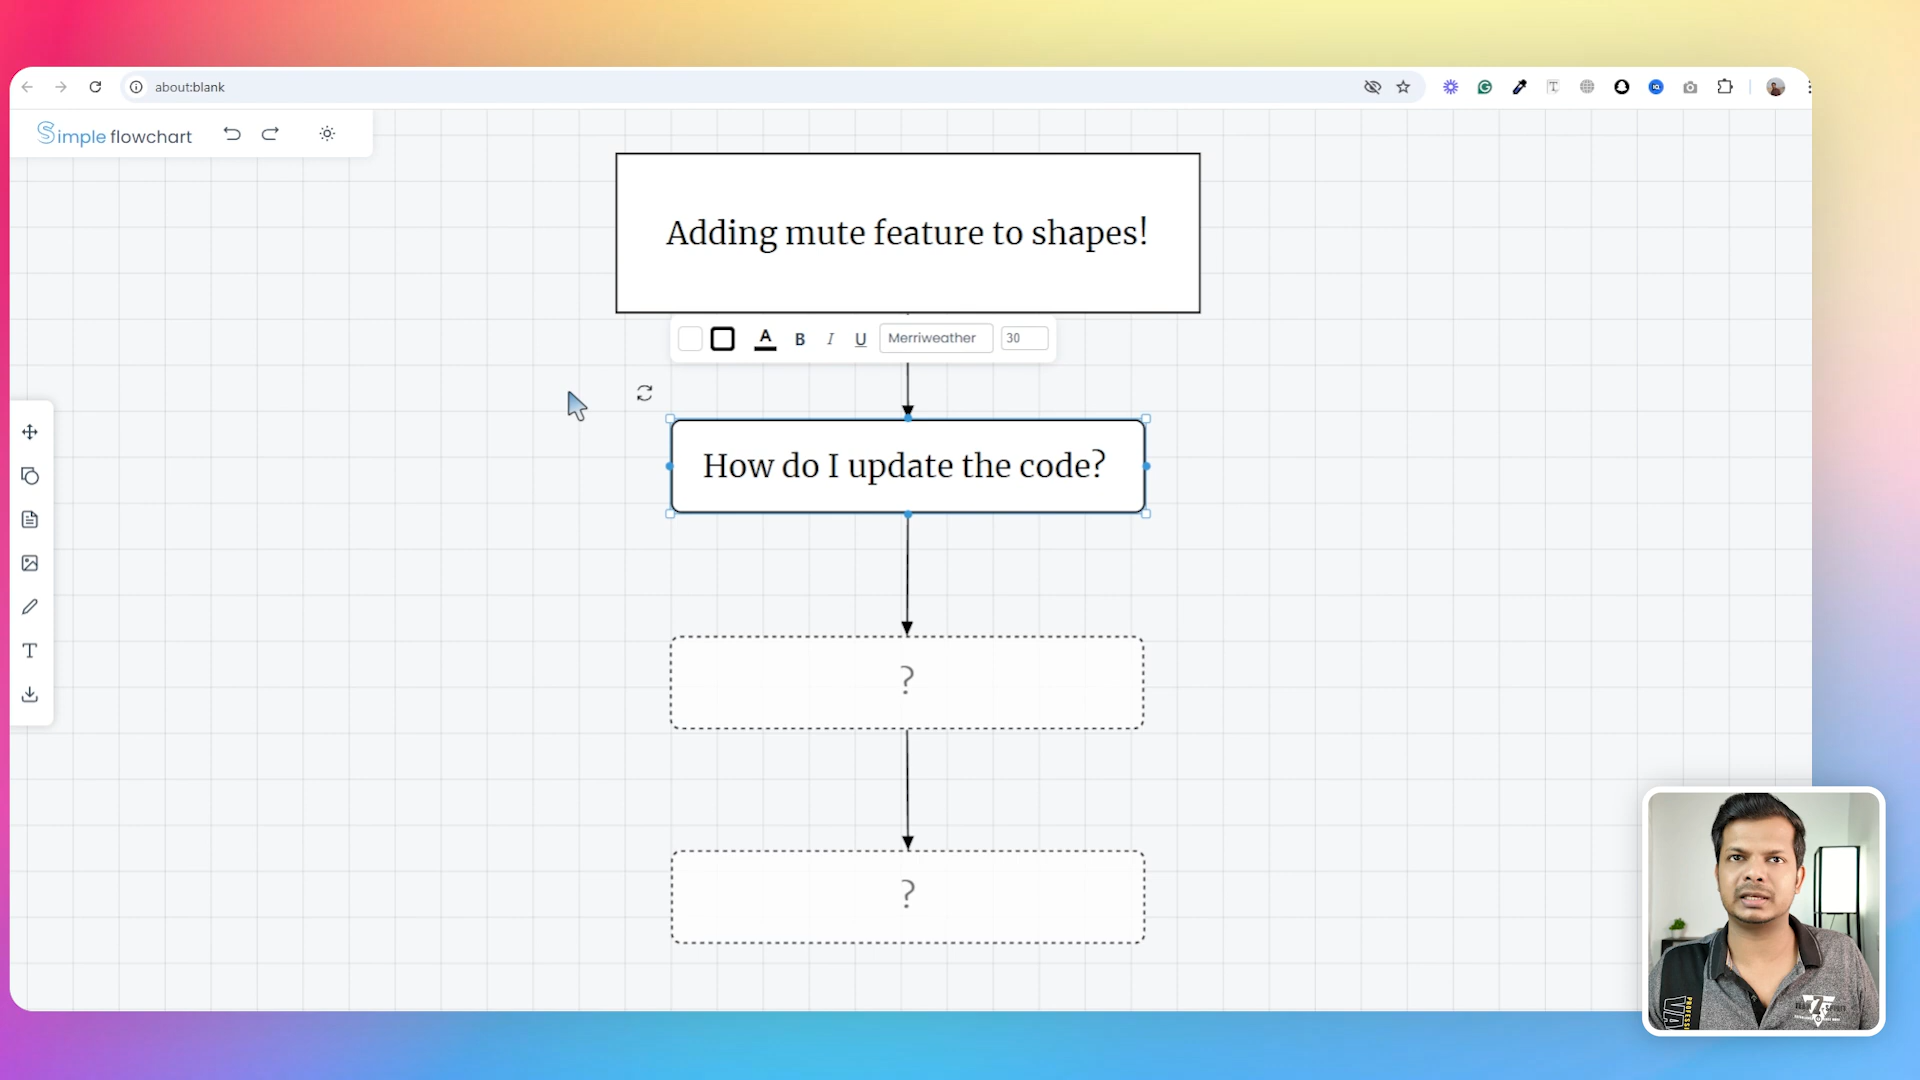 about:blank
Simple flowchart
Adding mute feature to shapes!
A B I U Merriweather 30
How do I update the code?
T
?
?